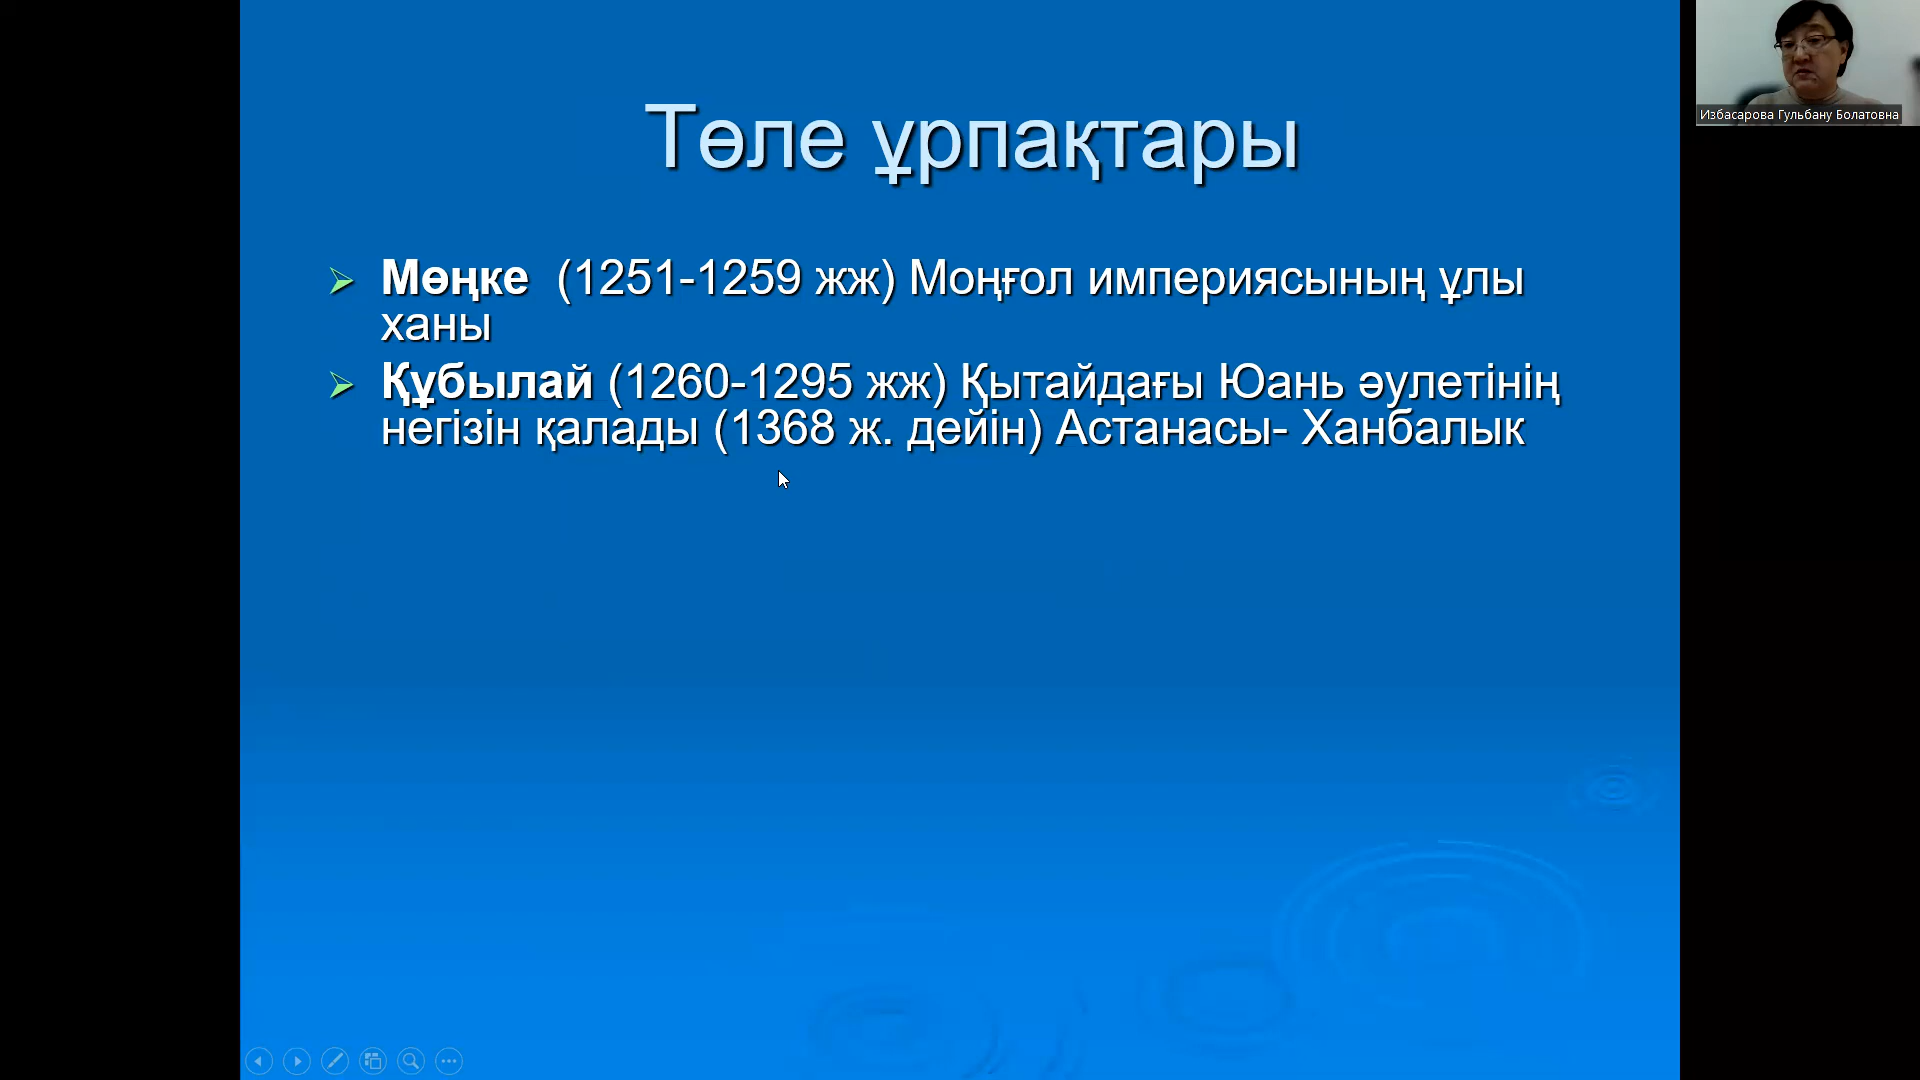 Төле ұрпақтары
Мөңке (1251-1259 жж) Моңғол империясының ұлы
ханы
Құбылай (1260-1295 жж) Қытайдағы Юань әулетінің
негізін қалады (1368 ж. дейін) Астанасы- Ханбалык
Избасарова Гульбану Болатовна